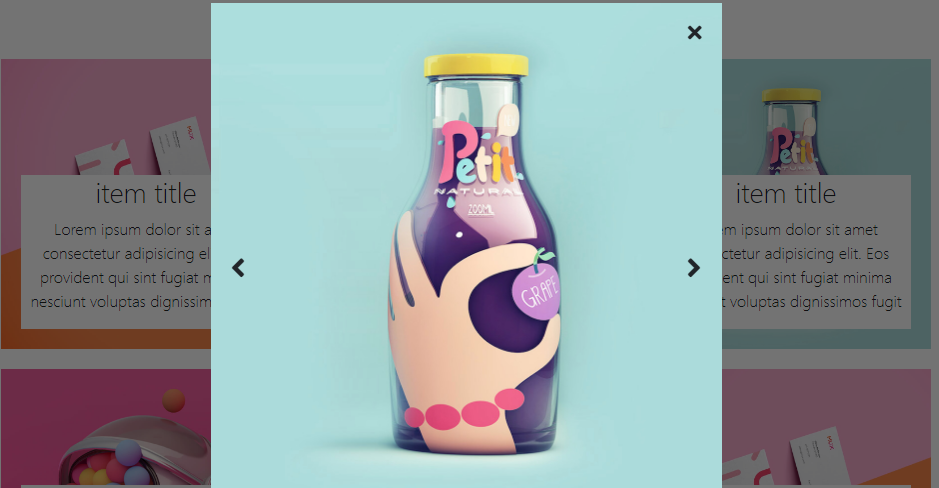 Petit
NATURAL
GRAPE
item title
Lorem ipsum dolor sit a
consectetur adipisicing el
provident qui sint fugiat m
nesciunt voluptas dignissim
item title
em ipsum dolor sit amet
ctetur adipisicing elit. Eos
ent qui sint fugiat minima
t voluptas dignissimos fugit